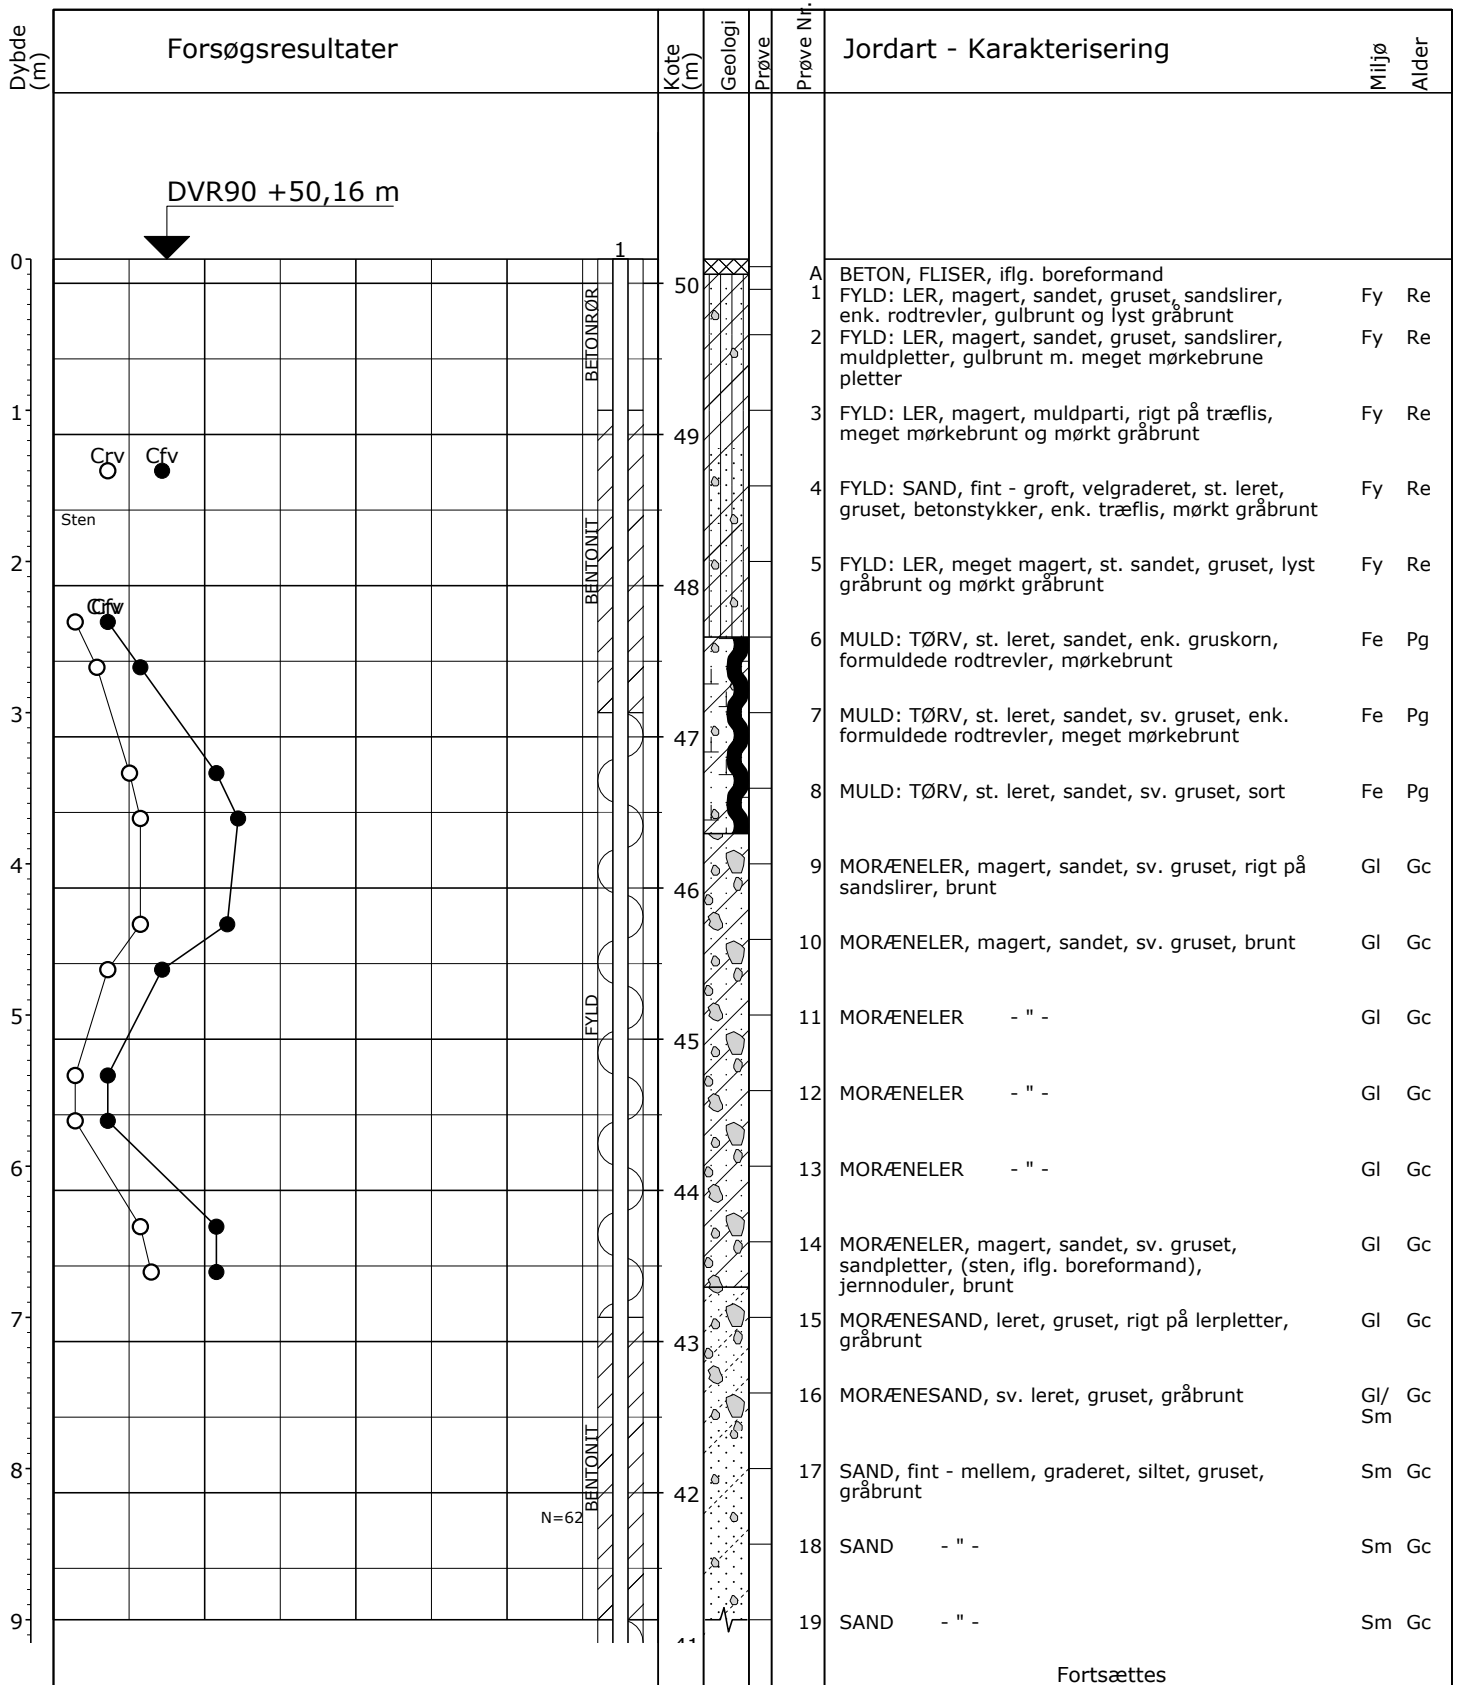 Dybde
(m)
Forsøgsresultater
Kote
(m)
Geologi
Prøve
Prøve Nr.
Jordart - Karakterisering
Miljø
Alder
DVR90 +50,16 m
1
0
1
2
3
4
5
6
7
8
9
Crv
Cfv
Sten
Crv
Cfv
N=62
BETONRØR
BENTONIT
FYLD
BENTONIT
50
49
48
47
46
45
44
43
42
41
A BETON, FLISER, iflg. boreformand
1 FYLD: LER, magert, sandet, gruset, sandslirer, Fy Re
enk. rodtrevler, gulbrunt og lyst gråbrunt
2 FYLD: LER, magert, sandet, gruset, sandslirer, Fy Re
muldpletter, gulbrunt m. meget mørkebrune
pletter
3 FYLD: LER, magert, muldparti, rigt på træflis, Fy Re
meget mørkebrunt og mørkt gråbrunt
4 FYLD: SAND, fint - groft, velgraderet, st. leret, Fy Re
gruset, betonstykker, enk. træflis, mørkt gråbrunt
5 FYLD: LER, meget magert, st. sandet, gruset, lyst Fy Re
gråbrunt og mørkt gråbrunt
6 MULD: TØRV, st. leret, sandet, enk. gruskorn, Fe Pg
formuldede rodtrevler, mørkebrunt
7 MULD: TØRV, st. leret, sandet, sv. gruset, enk. Fe Pg
formuldede rodtrevler, meget mørkebrunt
8 MULD: TØRV, st. leret, sandet, sv. gruset, sort Fe Pg
9 MORÆNELER, magert, sandet, sv. gruset, rigt på Gl Gc
sandslirer, brunt
10 MORÆNELER, magert, sandet, sv. gruset, brunt Gl Gc
11 MORÆNELER - " - Gl Gc
12 MORÆNELER - " - Gl Gc
13 MORÆNELER - " - Gl Gc
14 MORÆNELER, magert, sandet, sv. gruset, Gl Gc
sandpletter, (sten, iflg. boreformand),
jernnoduler, brunt
15 MORÆNESAND, leret, gruset, rigt på lerpletter, Gl Gc
gråbrunt
16 MORÆNESAND, sv. leret, gruset, gråbrunt Gl/ Gc
Sm
17 SAND, fint - mellem, graderet, siltet, gruset, Sm Gc
gråbrunt
18 SAND - " - Sm Gc
19 SAND - " - Sm Gc
Fortsættes